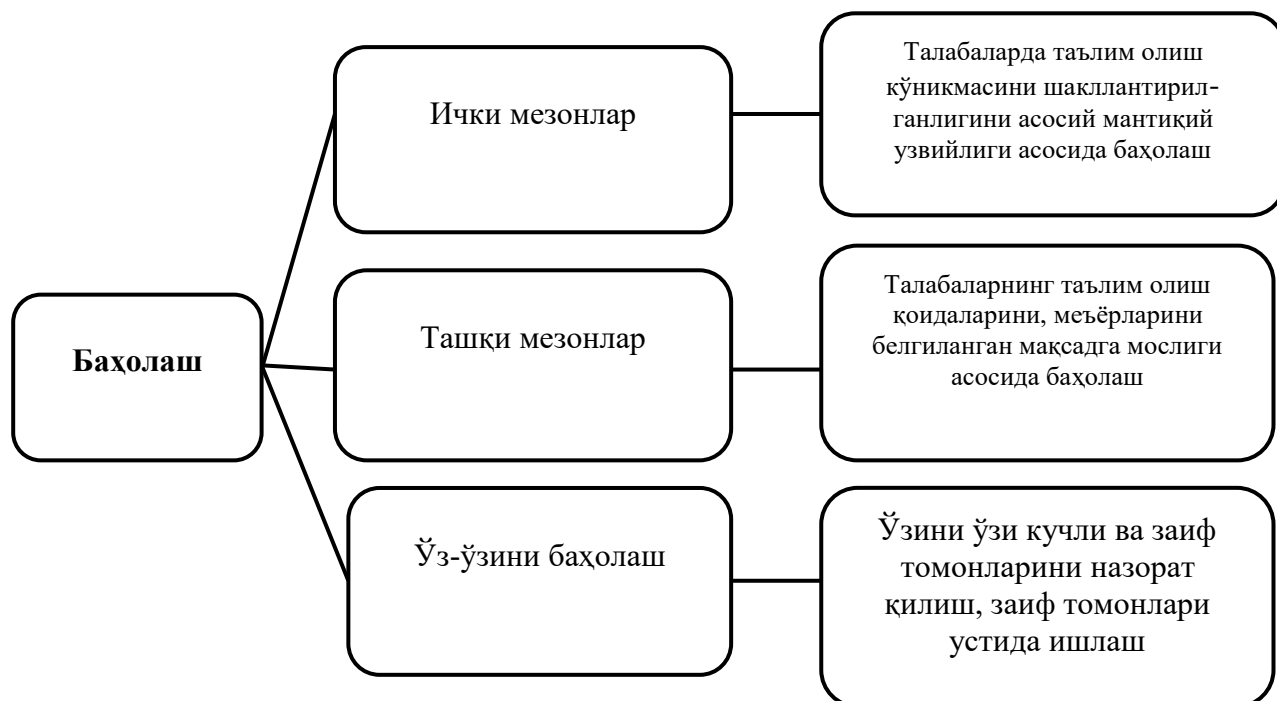 Баҳолаш
Ички мезонлар
Талабаларда таълим олиш
кўникмасини шакллантирил-
ганлигини асосий мантиқий
узвийлиги асосида баҳолаш
Ташқи мезонлар
Талабаларнинг таълим олиш
қоидаларини, меъёрларини
белгиланган мақсадга мослиги
асосида баҳолаш
Ўз-ўзини баҳолаш
Ўзини ўзи кучли ва заиф
томонларини назорат
қилиш, заиф томонлари
устида ишлаш